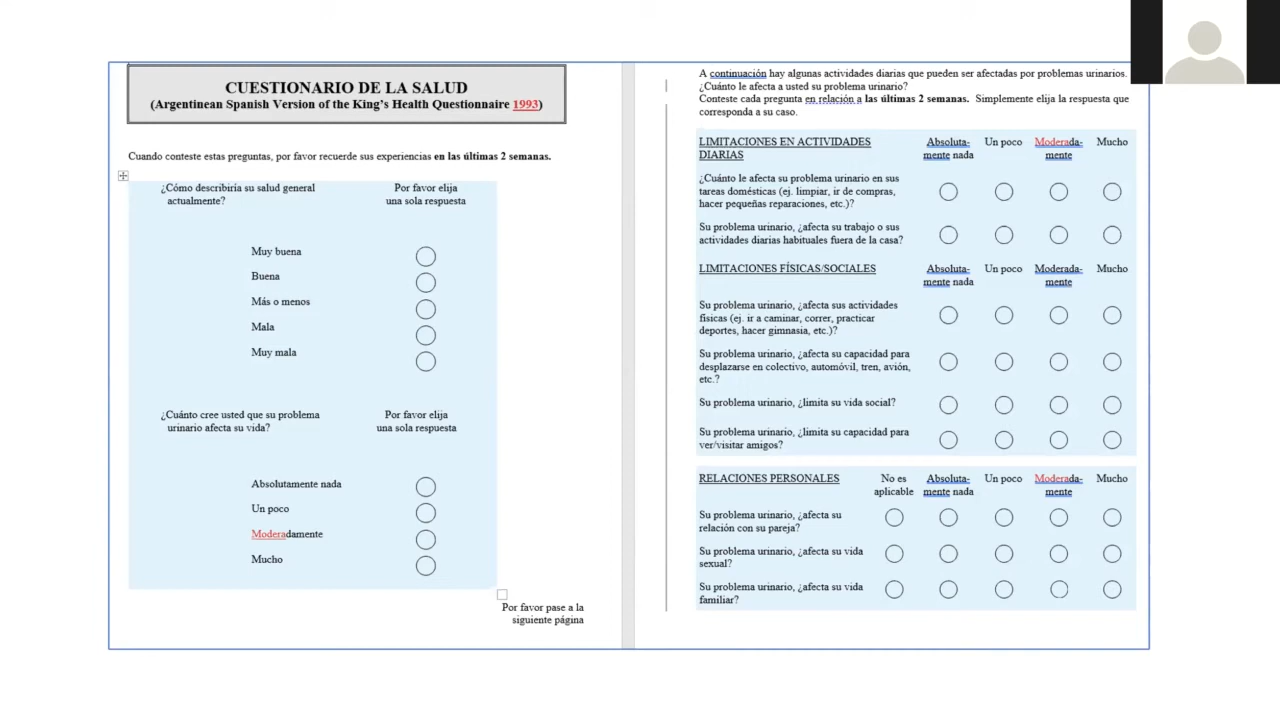 CUESTIONARIO DE LA SALUD
(Argentinean Spanish Version of the King's Health Questionnaire 1993)
Cuando conteste estas preguntas, por favor recuerde sus experiencias en las últimas 2 semanas.
¿Cómo describiría su salud general
actualmente?
Por favor elija
una sola respuesta
Muy buena
Buena
Más o menos
Mala
Muy mala
¿Cuánto cree usted que su problema
urinario afecta su vida?
Por favor elija
una sola respuesta
Absolutamente nada
Un poco
Moderadamente
Mucho
Por favor pase a la
siguiente página
A continuación hay algunas actividades diarias que pueden ser afectadas por problemas urinarios.
¿Cuánto le afecta a usted su problema urinario?
Conteste cada pregunta en relación a las últimas 2 semanas. Simplemente elija la respuesta que
corresponda a su caso.
LIMITACIONES EN ACTIVIDADES
DIARIAS
Absoluta-
mente nada
Un poco
Moderada-
mente
Mucho
¿Cuánto le afecta su problema urinario en sus
tareas domésticas (ej. limpiar, ir de compras,
hacer pequeñas reparaciones, etc.)?
Su problema urinario, ¿afecta su trabajo o sus
actividades diarias habituales fuera de la casa?
LIMITACIONES FÍSICAS/SOCIALES
Absoluta-
mente nada
Un poco
Moderada-
mente
Mucho
Su problema urinario, ¿afecta sus actividades
físicas (ej. ir a caminar, correr, practicar
deportes, hacer gimnasia, etc.)?
Su problema urinario, ¿afecta su capacidad para
desplazarse en colectivo, automóvil, tren, avión,
etc.?
Su problema urinario, ¿limita su vida social?
Su problema urinario, ¿limita su capacidad para
ver/visitar amigos?
RELACIONES PERSONALES
No es
aplicable
Absoluta-
mente nada
Un poco
Moderada-
mente
Mucho
Su problema urinario, ¿afecta su
relación con su pareja?
Su problema urinario, ¿afecta su vida
sexual?
Su problema urinario, ¿afecta su vida
familiar?